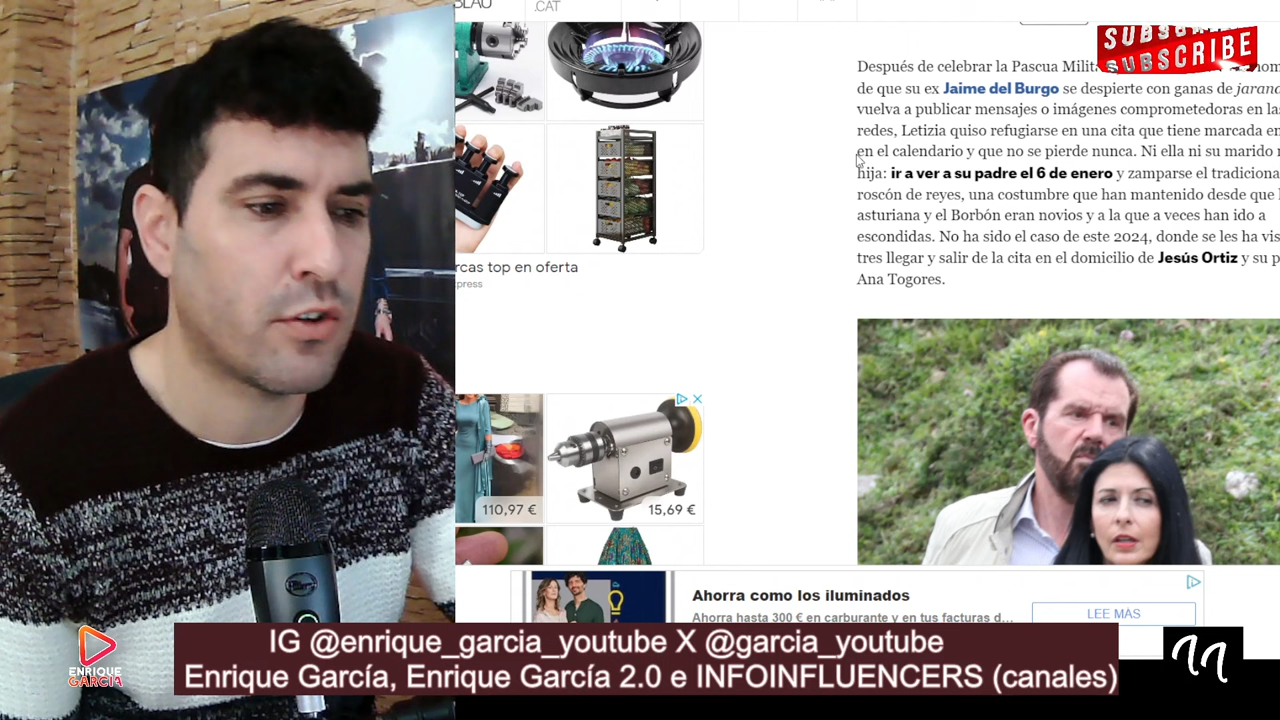 BLAU
.CAT
SUBSCRIBE
SUBSCRIBE
Después de celebrar la Pascua
de que su ex Jaime del Burgo se despierte con ganas de
vuelva a publicar mensajes o imágenes comprometedoras en las
redes, Letizia quiso refugiarse en una cita que tiene marcada
en el calendario y que no se pierde nunca. Ni ella ni su marido
hija: ir a ver a su padre el 6 de enero y zamparse el
roscón de reyes, una costumbre que han mantenido desde que
asturiana y el Borbón eran novios y a la que a veces han ido a
escondidas. No ha sido el caso de este 2024, donde se les ha
tres llegar y salir de la cita en el domicilio de Jesús Ortiz y su
Ana Togores.
rcas top en oferta
press
110,97 €
15,69 €
Ahorra como los iluminados
Ahorra hasta 300 € en carburante y en tus facturas d...
LEE MÁS
IG @enrique_garcia_youtube X @garcia_youtube
Enrique García, Enrique García 2.0 e INFOINFLUENCERS (canales)
ENRIQUE
GARCÍA